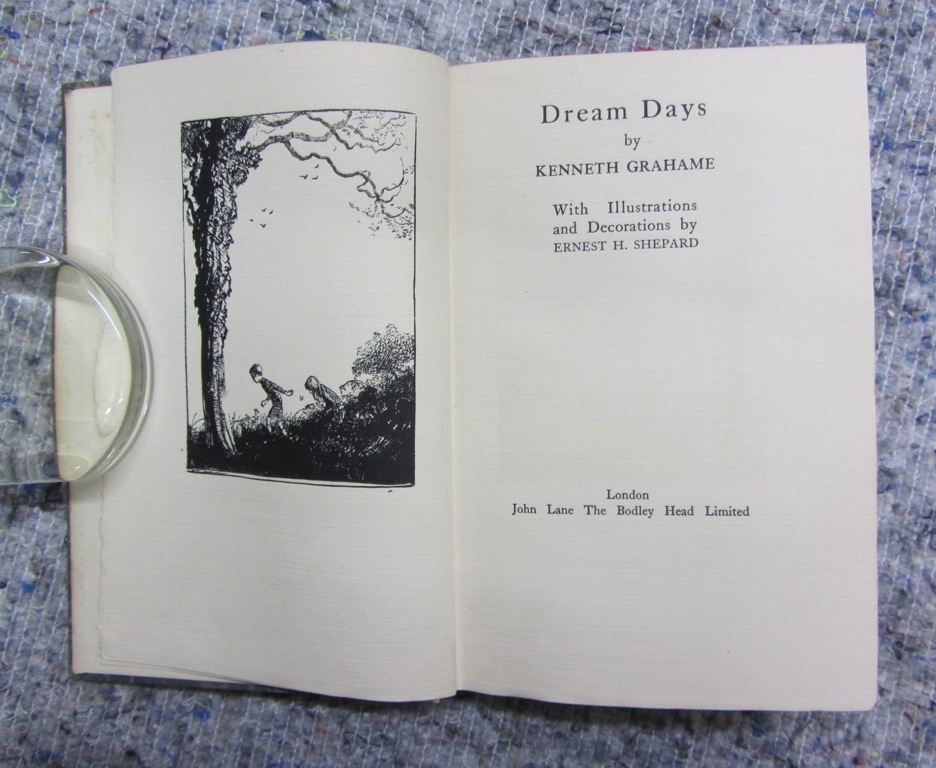 Dream Days
by
KENNETH GRAHAME
With Illustrations
and Decorations by
ERNEST H. SHEPARD
London
John Lane The Bodley Head Limited